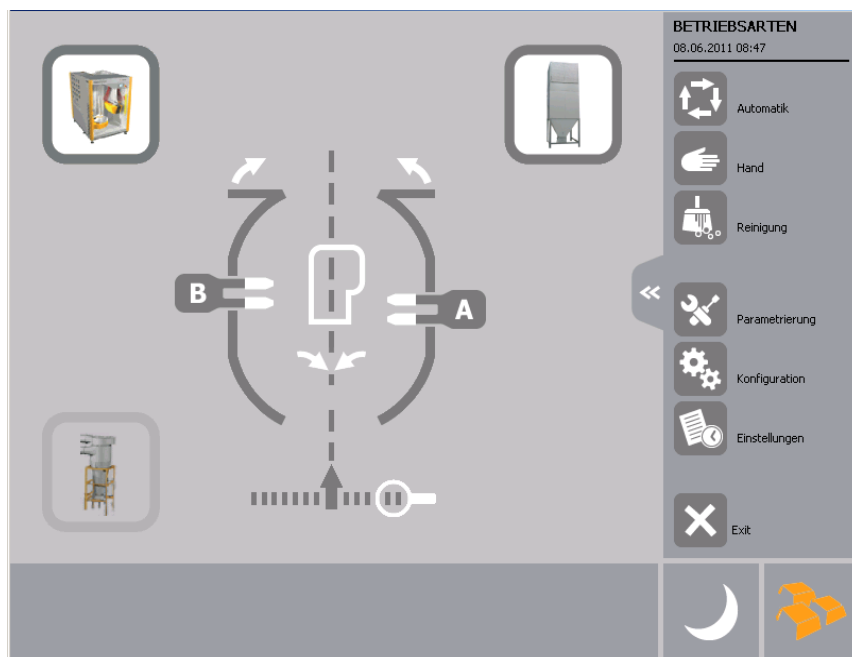 BETRIEBSARTEN
08.06.2011 08:47
Automatik
Hand
Reinigung
B
A
«
Parametrierung
Konfiguration
Einstellungen
Exit